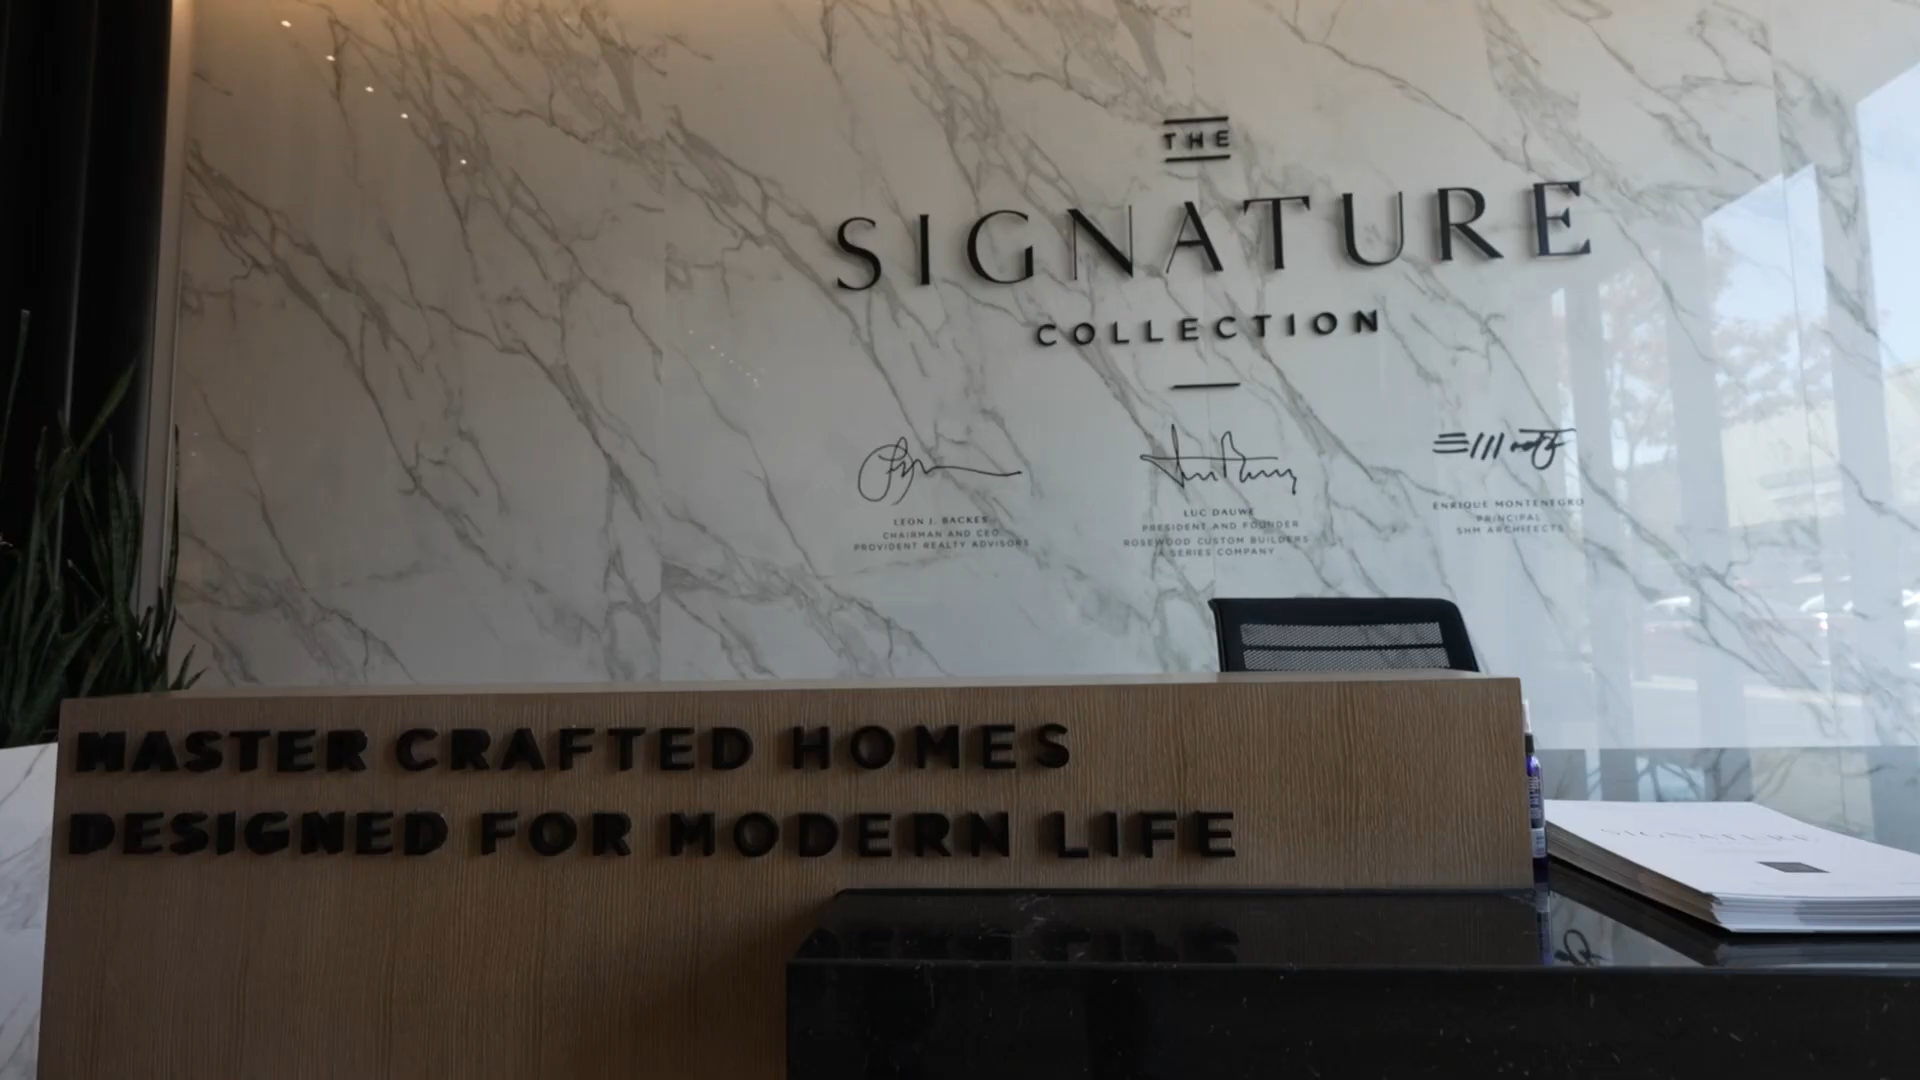 THE
SIGNATURE
COLLECTION
LEON J. BACKES
CHAIRMAN AND CEO
PROVIDENT REALTY ADVISORS
LUC DAUWE
PRESIDENT AND FOUNDER
ROSEWOOD CUSTOM BUILDERS
A SERIES COMPANY
ENRIQUE MONTENEGRO
PRINCIPAL
SHM ARCHITECTS
MASTER CRAFTED HOMES
DESIGNED FOR MODERN LIFE
SIGNATURE